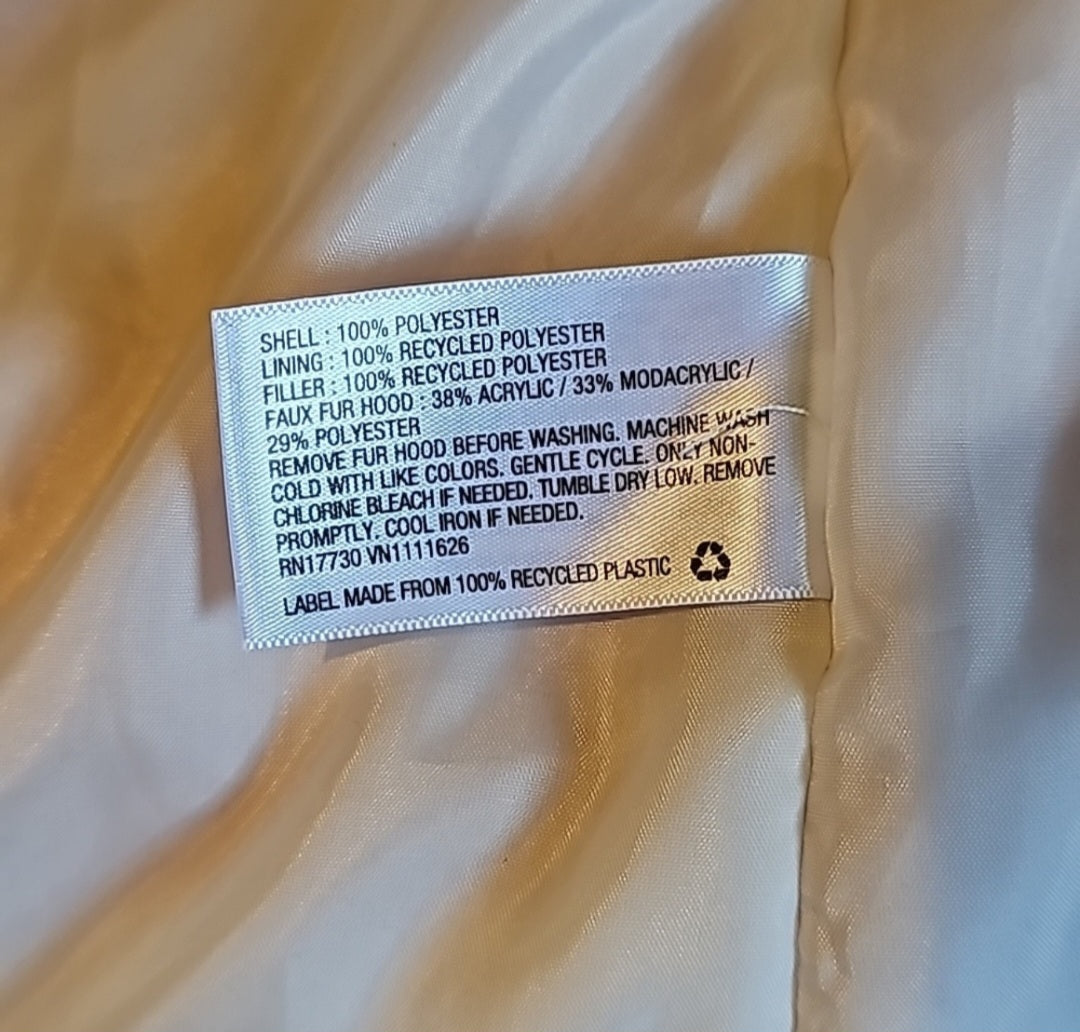 SHELL : 100% POLYESTER
LINING : 100% RECYCLED POLYESTER
FILLER : 100% RECYCLED POLYESTER
FAUX FUR HOOD : 38% ACRYLIC / 33% MODACRYLIC /
29% POLYESTER
REMOVE FUR HOOD BEFORE WASHING. MACHINE WASH
COLD WITH LIKE COLORS. GENTLE CYCLE. ONLY NON-
CHLORINE BLEACH IF NEEDED. TUMBLE DRY LOW. REMOVE
PROMPTLY. COOL IRON IF NEEDED.
RN17730 VN1111626
LABEL MADE FROM 100% RECYCLED PLASTIC